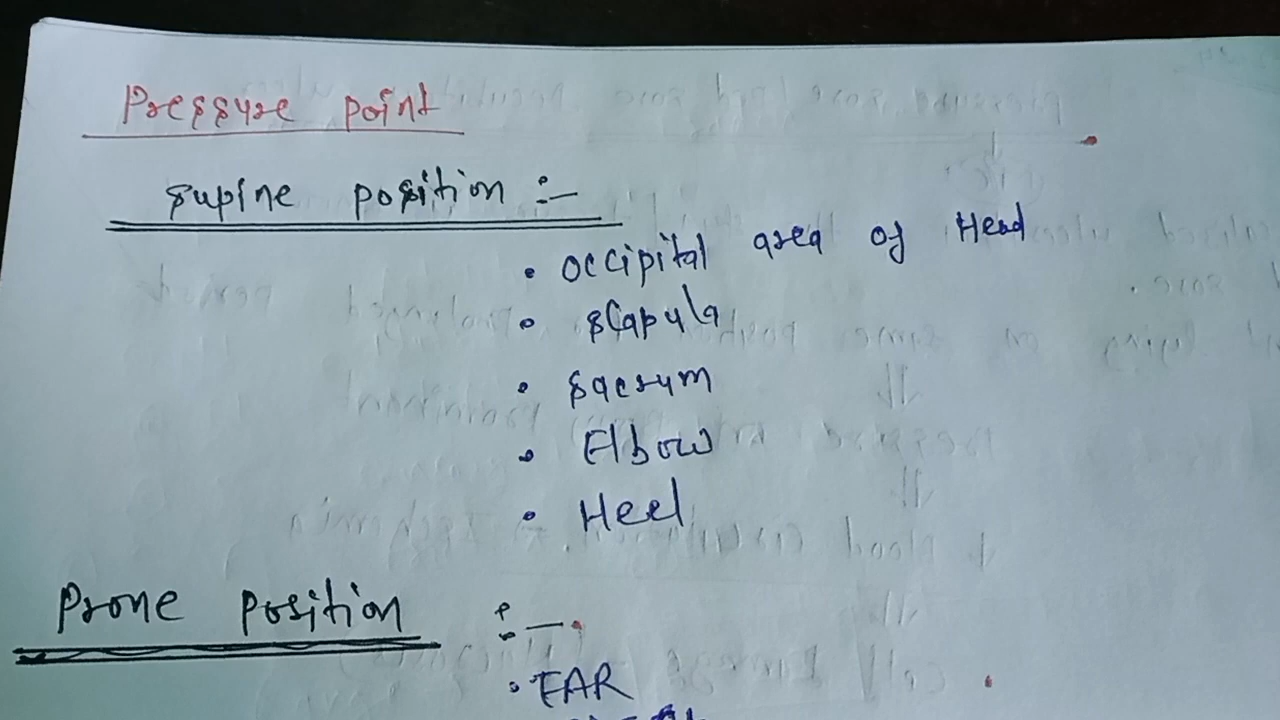 Pressure point
supine position :-
• occipital area of Head
• scapula
• sacrum
• Elbow
• Heel
Prone position :-
• EAR